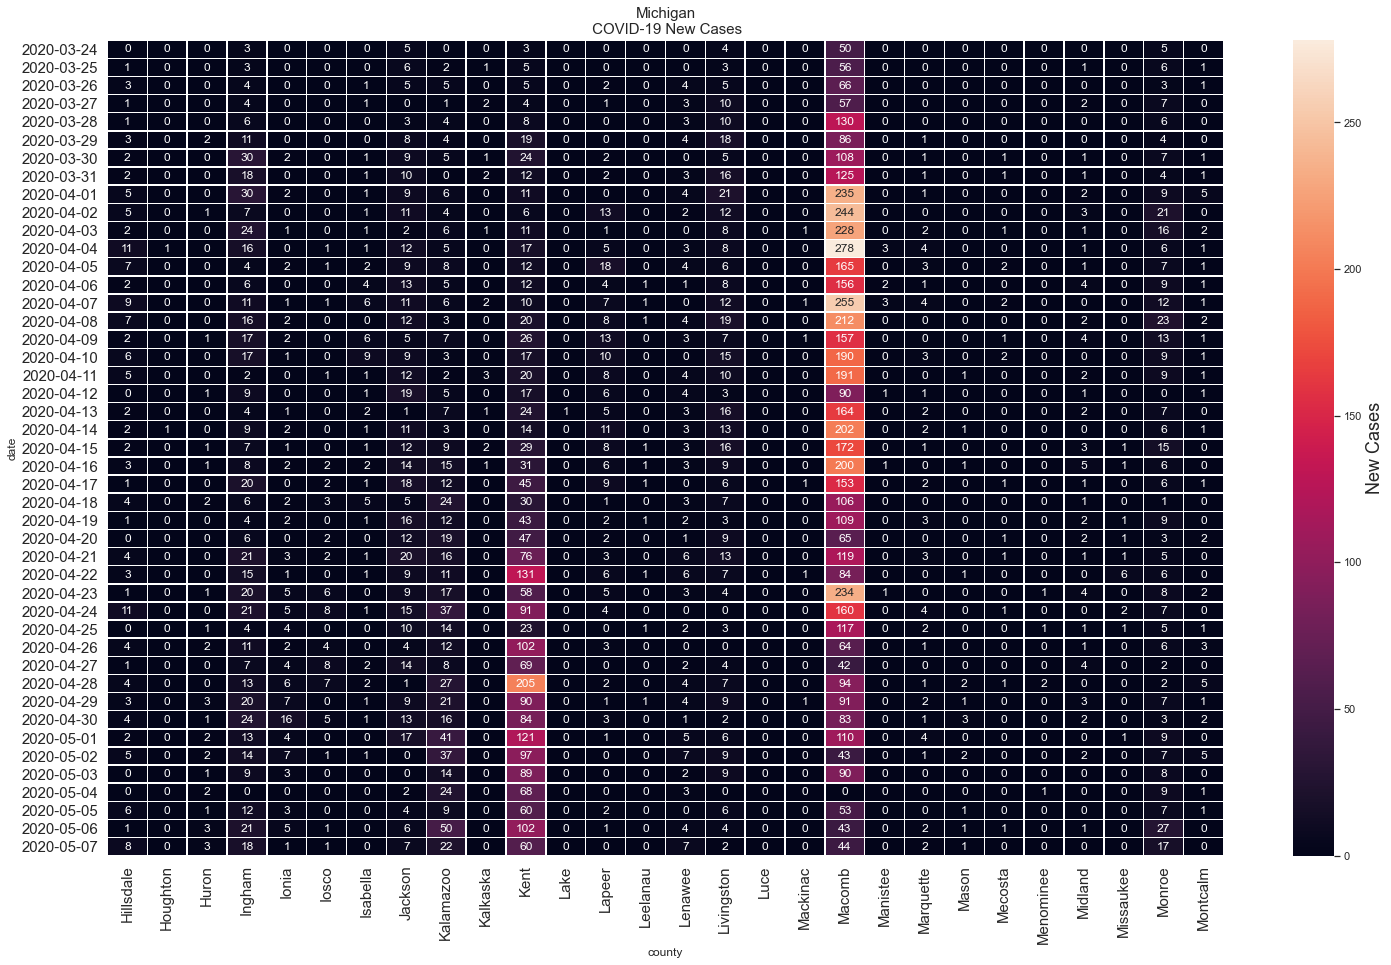 Michigan
COVID-19 New Cases
2020-03-24 0 0 0 3 0 0 0 5 0 0 3 0 0 0 0 4 0 0 50 0 0 0 0 0 0 0 5 0
2020-03-25 1 0 0 3 0 0 0 6 2 1 5 0 0 0 0 3 0 0 56 0 0 0 0 0 1 0 6 1
2020-03-26 3 0 0 4 0 0 1 5 5 0 5 0 2 0 4 5 0 0 66 0 0 0 0 0 0 0 3 1
2020-03-27 1 0 0 4 0 0 1 0 1 2 4 0 1 0 3 10 0 0 57 0 0 0 0 0 2 0 7 0
2020-03-28 1 0 0 6 0 0 0 3 4 0 8 0 0 0 3 10 0 0 130 0 0 0 0 0 0 0 6 0
2020-03-29 3 0 2 11 0 0 0 8 4 0 19 0 0 0 4 18 0 0 86 0 1 0 0 0 0 0 4 0
2020-03-30 2 0 0 30 2 0 1 9 5 1 24 0 2 0 0 5 0 0 108 0 1 0 1 0 1 0 7 1
2020-03-31 2 0 0 18 0 0 1 10 0 2 12 0 2 0 3 16 0 0 125 0 1 0 1 0 1 0 4 1
2020-04-01 5 0 0 30 2 0 1 9 6 0 11 0 0 0 4 21 0 0 235 0 1 0 0 0 2 0 9 5
2020-04-02 5 0 1 7 0 0 1 11 4 0 6 0 13 0 2 12 0 0 244 0 0 0 0 0 3 0 21 0
2020-04-03 2 0 0 24 1 0 1 2 6 1 11 0 1 0 0 8 0 1 228 0 2 0 1 0 1 0 16 2
2020-04-04 11 1 0 16 0 1 1 12 5 0 17 0 5 0 3 8 0 0 278 3 4 0 0 0 1 0 6 1
2020-04-05 7 0 0 4 2 1 2 9 8 0 12 0 18 0 4 6 0 0 165 0 3 0 2 0 1 0 7 1
2020-04-06 2 0 0 6 0 0 4 13 5 0 12 0 4 1 1 8 0 0 156 2 1 0 0 0 4 0 9 1
2020-04-07 9 0 0 11 1 1 6 11 6 2 10 0 7 1 0 12 0 1 255 3 4 0 2 0 0 0 12 1
2020-04-08 7 0 0 16 2 0 0 12 3 0 20 0 8 1 4 19 0 0 212 0 0 0 0 0 2 0 23 2
2020-04-09 2 0 1 17 2 0 6 5 7 0 26 0 13 0 3 7 0 1 157 0 0 0 1 0 4 0 13 1
2020-04-10 6 0 0 17 1 0 9 9 3 0 17 0 10 0 0 15 0 0 190 0 3 0 2 0 0 0 9 1
2020-04-11 5 0 0 2 0 1 1 12 2 3 20 0 8 0 4 10 0 0 191 0 0 1 0 0 2 0 9 1
2020-04-12 0 0 1 9 0 0 1 19 5 0 17 0 6 0 4 3 0 0 90 1 1 0 0 0 1 0 0 1
2020-04-13 2 0 0 4 1 0 2 1 7 1 24 1 5 0 3 16 0 0 164 0 2 0 0 0 2 0 7 0
2020-04-14 2 1 0 9 2 0 1 11 3 0 14 0 11 0 3 13 0 0 202 0 2 1 0 0 0 0 6 1
2020-04-15 2 0 1 7 1 0 1 12 9 2 29 0 8 1 3 16 0 0 172 0 1 0 0 0 3 1 15 0
2020-04-16 3 0 1 8 2 2 2 14 15 1 31 0 6 1 3 9 0 0 200 1 0 1 0 0 5 1 6 0
2020-04-17 1 0 0 20 0 2 1 18 12 0 45 0 9 1 0 6 0 1 153 0 2 0 1 0 1 0 6 1
2020-04-18 4 0 2 6 2 3 5 5 24 0 30 0 1 0 3 7 0 0 106 0 0 0 0 0 1 0 1 0
2020-04-19 1 0 0 4 2 0 1 16 12 0 43 0 2 1 2 3 0 0 109 0 3 0 0 0 2 1 9 0
2020-04-20 0 0 0 6 0 2 0 12 19 0 47 0 2 0 1 9 0 0 65 0 0 0 1 0 2 1 3 2
2020-04-21 4 0 0 21 3 2 1 20 16 0 76 0 3 0 6 13 0 0 119 0 3 0 1 0 1 1 5 0
2020-04-22 3 0 0 15 1 0 1 9 11 0 131 0 6 1 6 7 0 1 84 0 0 1 0 0 0 6 6 0
2020-04-23 1 0 1 20 5 6 0 9 17 0 58 0 5 0 3 4 0 0 234 1 0 0 0 1 4 0 8 2
2020-04-24 11 0 0 21 5 8 1 15 37 0 91 0 4 0 0 0 0 0 160 0 4 0 1 0 0 2 7 0
2020-04-25 0 0 1 4 4 0 0 10 14 0 23 0 0 1 2 3 0 0 117 0 2 0 0 1 1 1 5 1
2020-04-26 4 0 2 11 2 4 0 4 12 0 102 0 3 0 0 0 0 0 64 0 1 0 0 0 1 0 6 3
2020-04-27 1 0 0 7 4 8 2 14 8 0 69 0 0 0 2 4 0 0 42 0 0 0 0 0 4 0 2 0
2020-04-28 4 0 0 13 6 7 2 1 27 0 205 0 2 0 4 7 0 0 94 0 1 2 1 2 0 0 2 5
2020-04-29 3 0 3 20 7 0 1 9 21 0 90 0 1 1 4 9 0 1 91 0 2 1 0 0 3 0 7 1
2020-04-30 4 0 1 24 16 5 1 13 16 0 84 0 3 0 1 2 0 0 83 0 1 3 0 0 2 0 3 2
2020-05-01 2 0 2 13 4 0 0 17 41 0 121 0 1 0 5 6 0 0 110 0 4 0 0 0 0 1 9 0
2020-05-02 5 0 2 14 7 1 1 0 37 0 97 0 0 0 7 9 0 0 43 0 1 2 0 0 2 0 7 5
2020-05-03 0 0 1 9 3 0 0 0 14 0 89 0 0 0 2 9 0 0 90 0 0 0 0 0 0 0 8 0
2020-05-04 0 0 2 0 0 0 0 2 24 0 68 0 0 0 3 0 0 0 0 0 0 0 0 1 0 0 9 1
2020-05-05 6 0 1 12 3 0 0 4 9 0 60 0 2 0 0 6 0 0 53 0 0 1 0 0 0 0 7 1
2020-05-06 1 0 3 21 5 1 0 6 50 0 102 0 1 0 4 4 0 0 43 0 2 1 1 0 1 0 27 0
2020-05-07 8 0 3 18 1 1 0 7 22 0 60 0 0 0 7 2 0 0 44 0 2 1 0 0 0 0 17 0
date
Hillsdale Houghton Huron Ingham Ionia Iosco Isabella Jackson Kalamazoo Kalkaska Kent Lake Lapeer Leelanau Lenawee Livingston Luce Mackinac Macomb Manistee Marquette Mason Mecosta Menominee Midland Missaukee Monroe Montcalm
county
250
200
150
100
50
0
New Cases